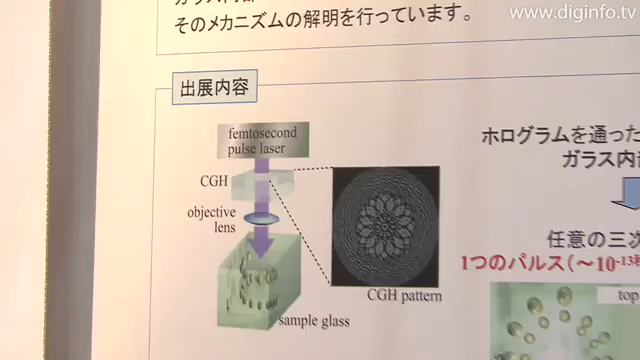 www.diginfo.tv
そのメカニズムの解明を行っています。
出展内容
femtosecond
pulse laser
CGH
objective
lens
CGH pattern
sample glass
ホログラムを通った
ガラス内
任意の三次
1つのパルス(～10⁻¹³秒
top